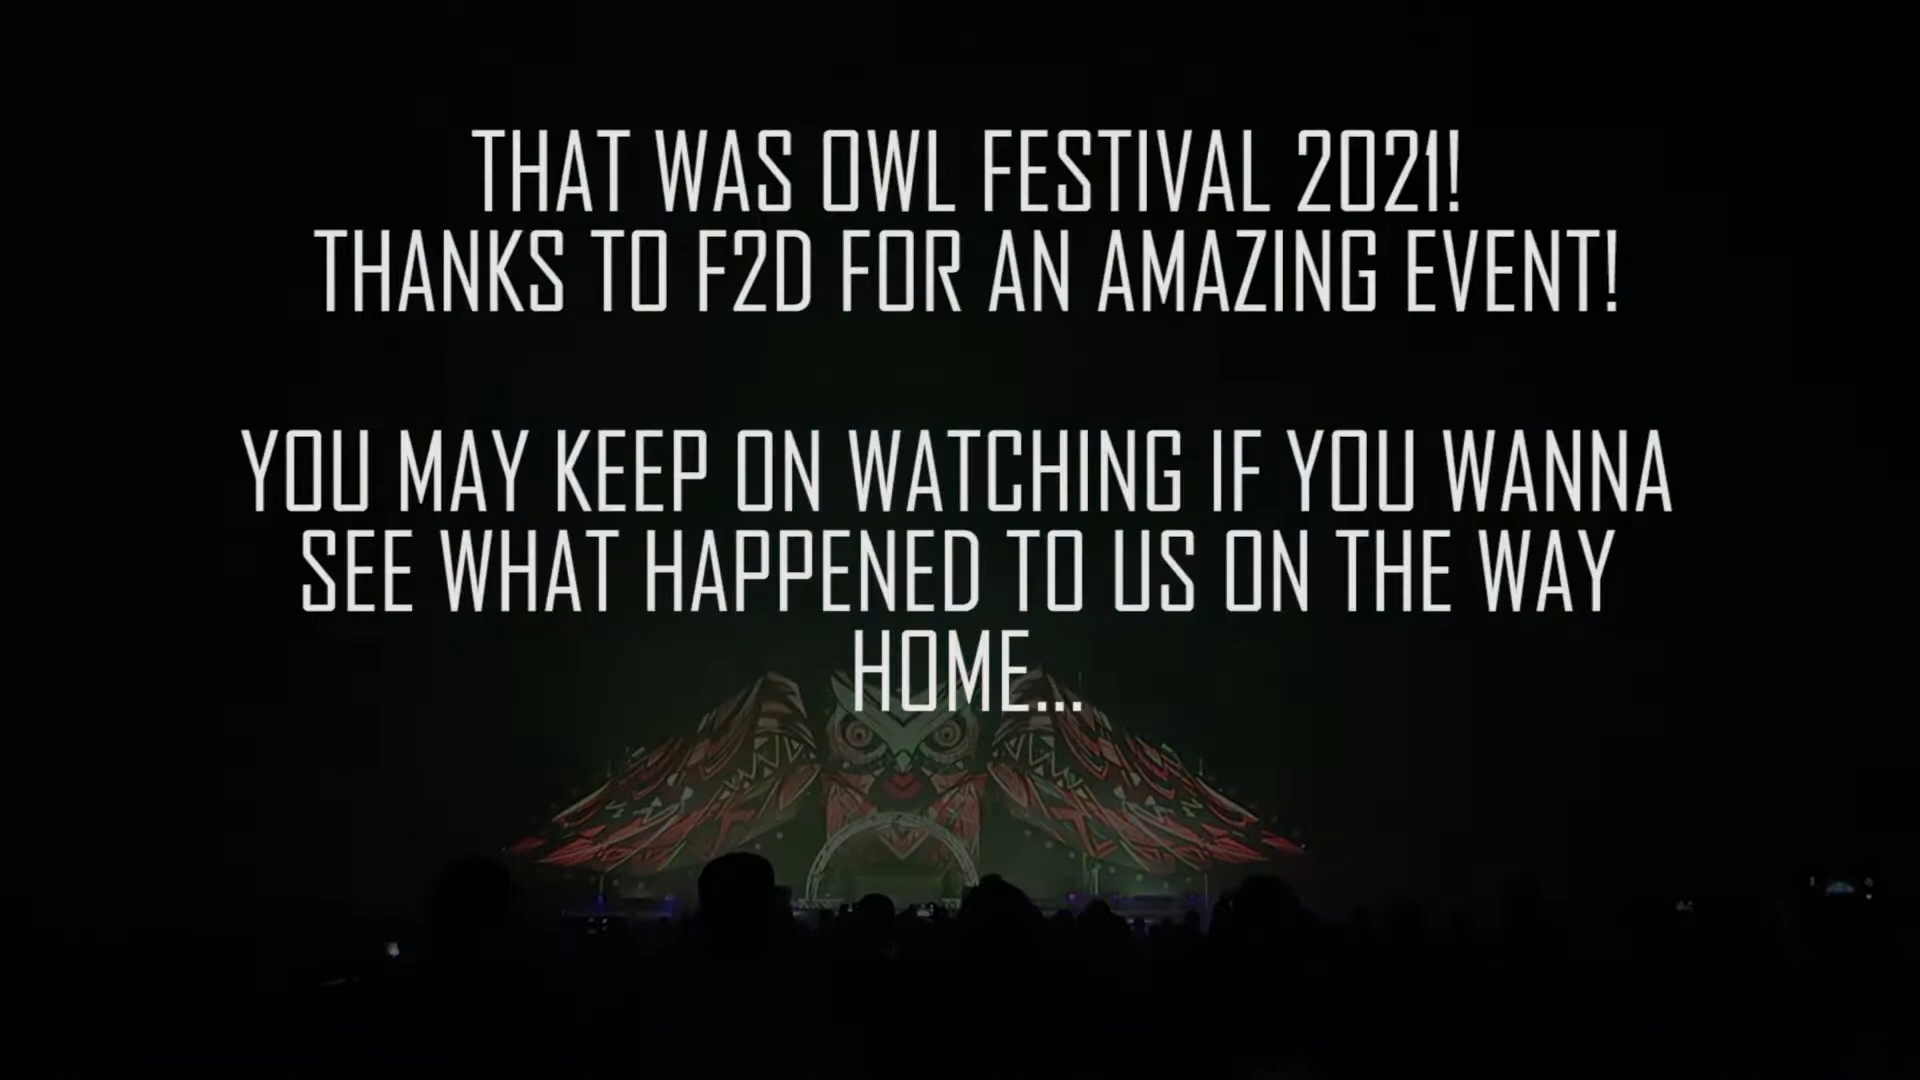 THAT WAS OWL FESTIVAL 2021!
THANKS TO F2D FOR AN AMAZING EVENT!
YOU MAY KEEP ON WATCHING IF YOU WANNA
SEE WHAT HAPPENED TO US ON THE WAY
HOME...